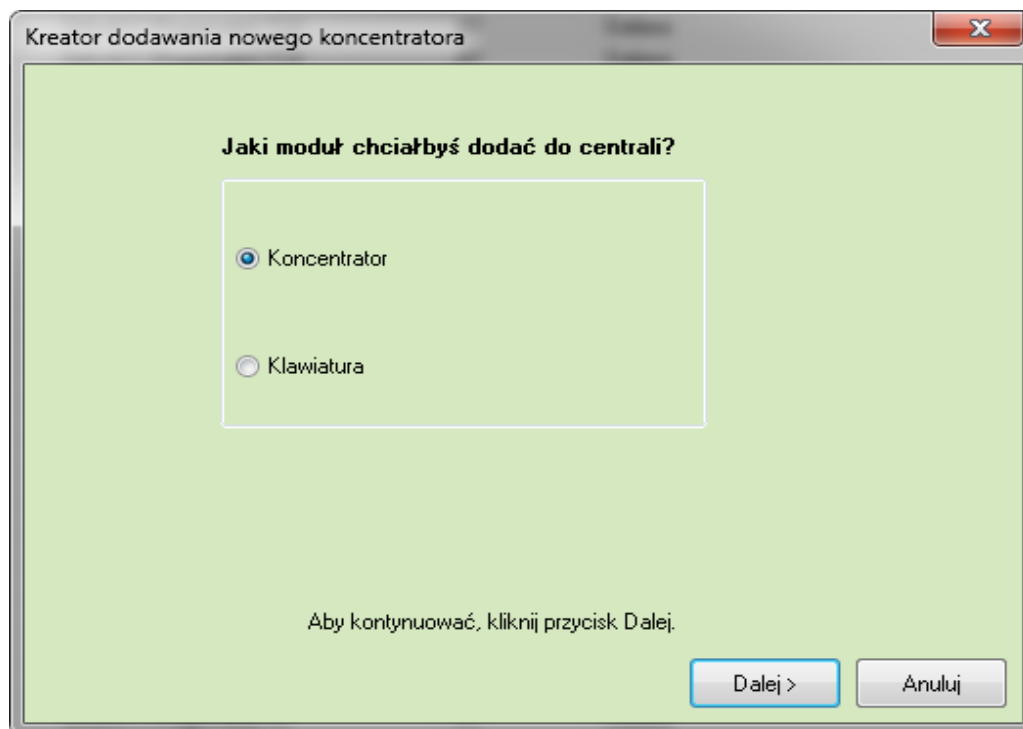 Kreator dodawania nowego koncentratora
Jaki moduł chciałbyś dodać do centrali?
Koncentrator
Klawiatura
Aby kontynuować, kliknij przycisk Dalej.
Dalej >
Anuluj